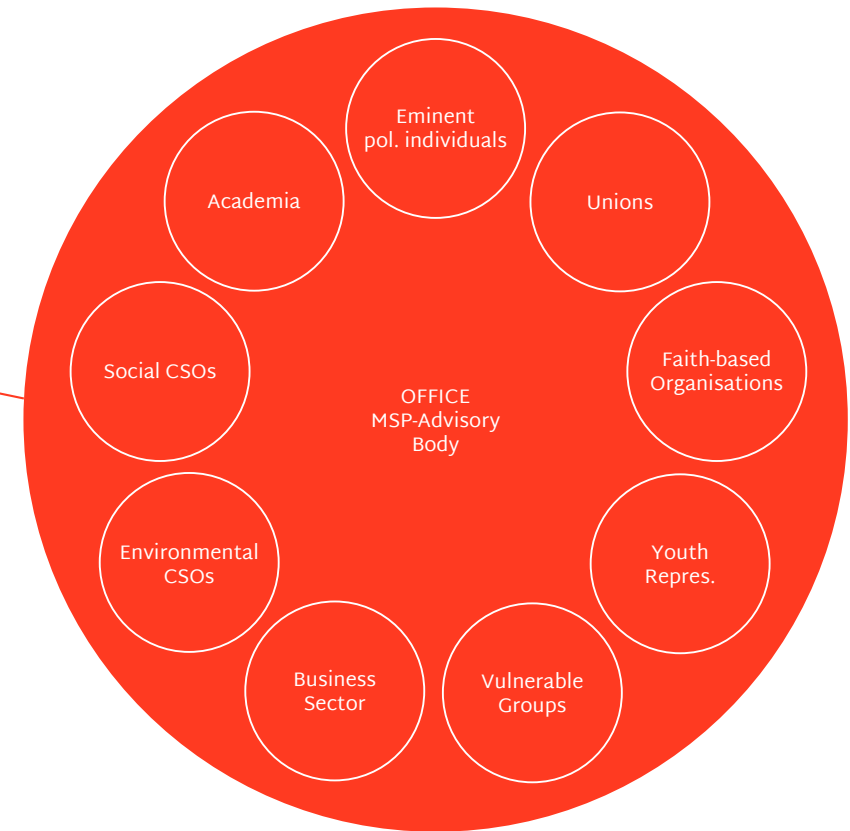 Eminent
pol. individuals
Academia
Unions
Social CSOs
Faith-based
Organisations
OFFICE
MSP-Advisory
Body
Environmental
CSOs
Youth
Repres.
Business
Sector
Vulnerable
Groups